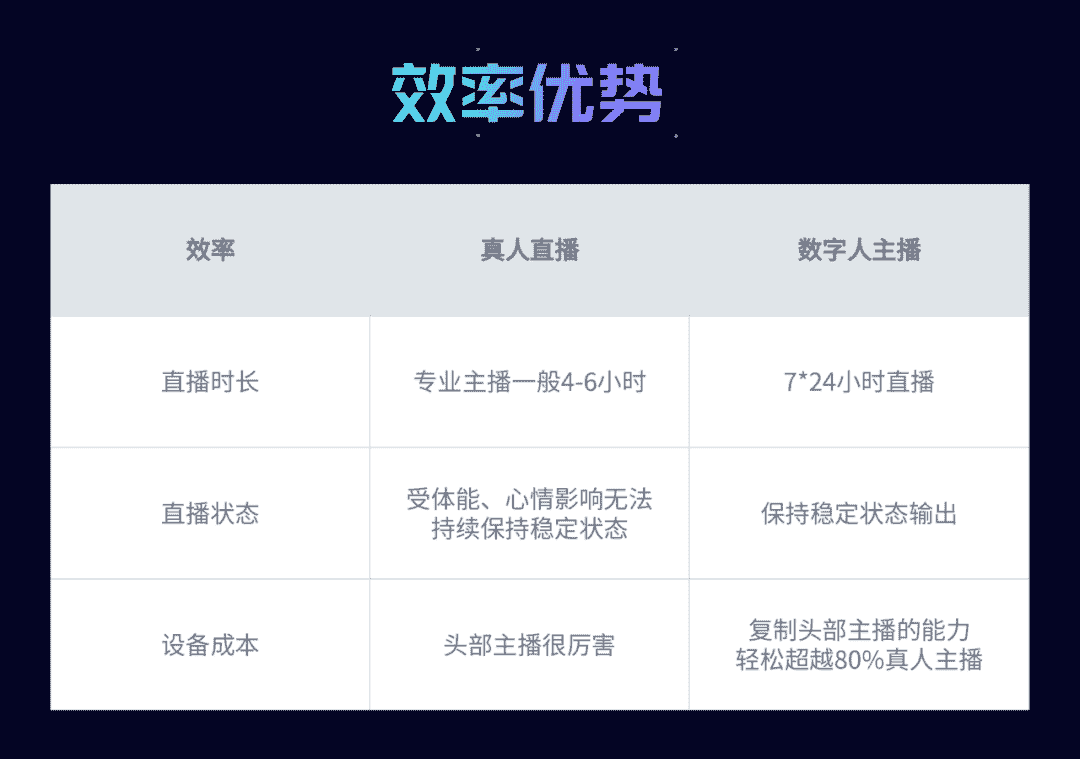 效率优势
效率
真人直播
数字人主播
直播时长
专业主播一般4-6小时
7*24小时直播
直播状态
受体能、心情影响无法
持续保持稳定状态
保持稳定状态输出
设备成本
头部主播很厉害
复制头部主播的能力
轻松超越80%真人主播